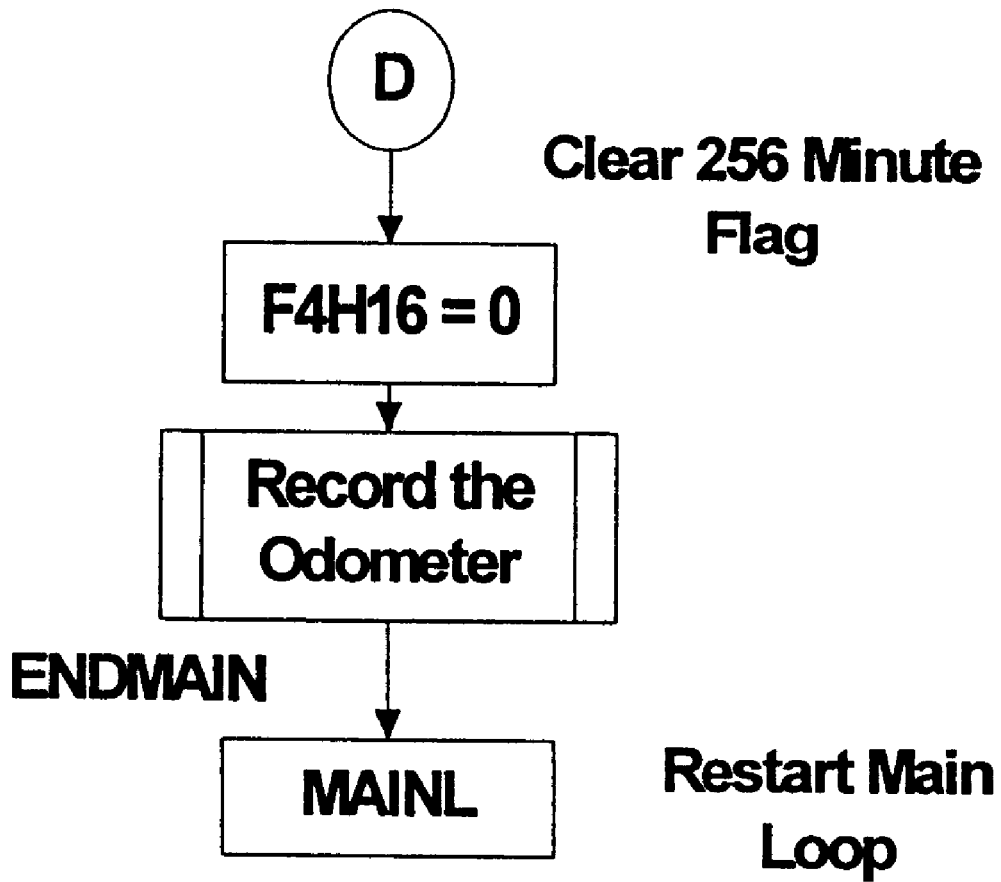 D
Clear 256 Minute
Flag
F4H16 = 0
Record the
Odometer
ENDMAIN
MAINL
Restart Main
Loop